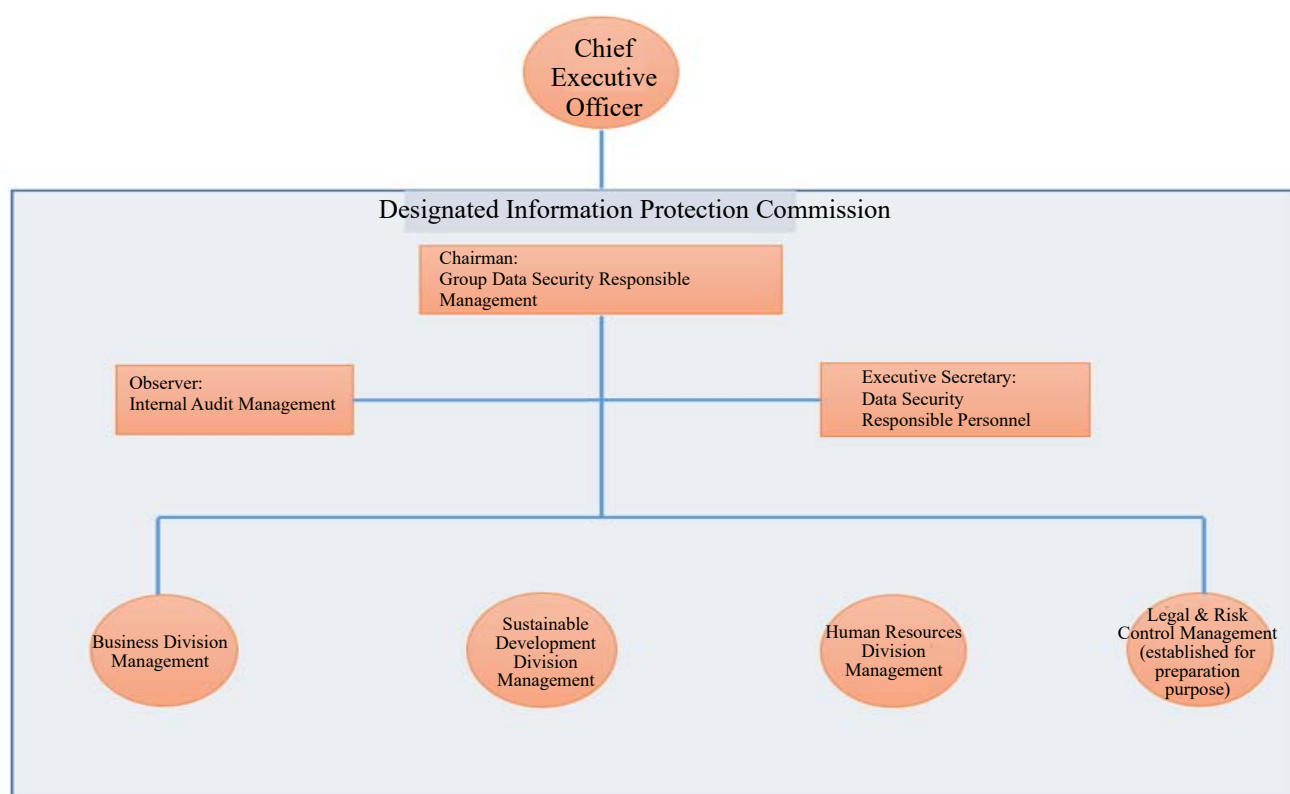 Chief
Executive
Officer
Designated Information Protection Commission
Chairman:
Group Data Security Responsible
Management
Observer:
Internal Audit Management
Executive Secretary:
Data Security
Responsible Personnel
Business Division
Management
Sustainable
Development
Division
Management
Human Resources
Division
Management
Legal & Risk
Control Management
(established for
preparation
purpose)